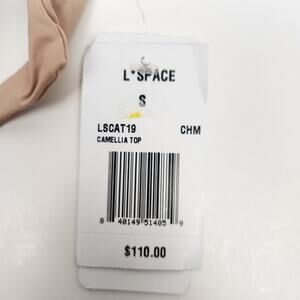 L*SPACE
S
LSCAT19 CHM
CAMELLIA TOP
8 40149 51485 9
$110.00